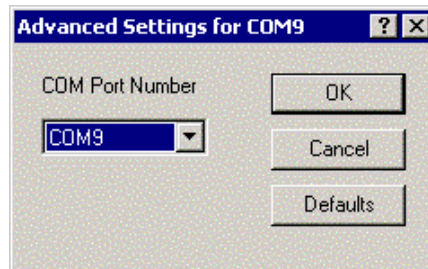 Advanced Settings for COM9
COM Port Number
OK
COM9
Cancel
Defaults